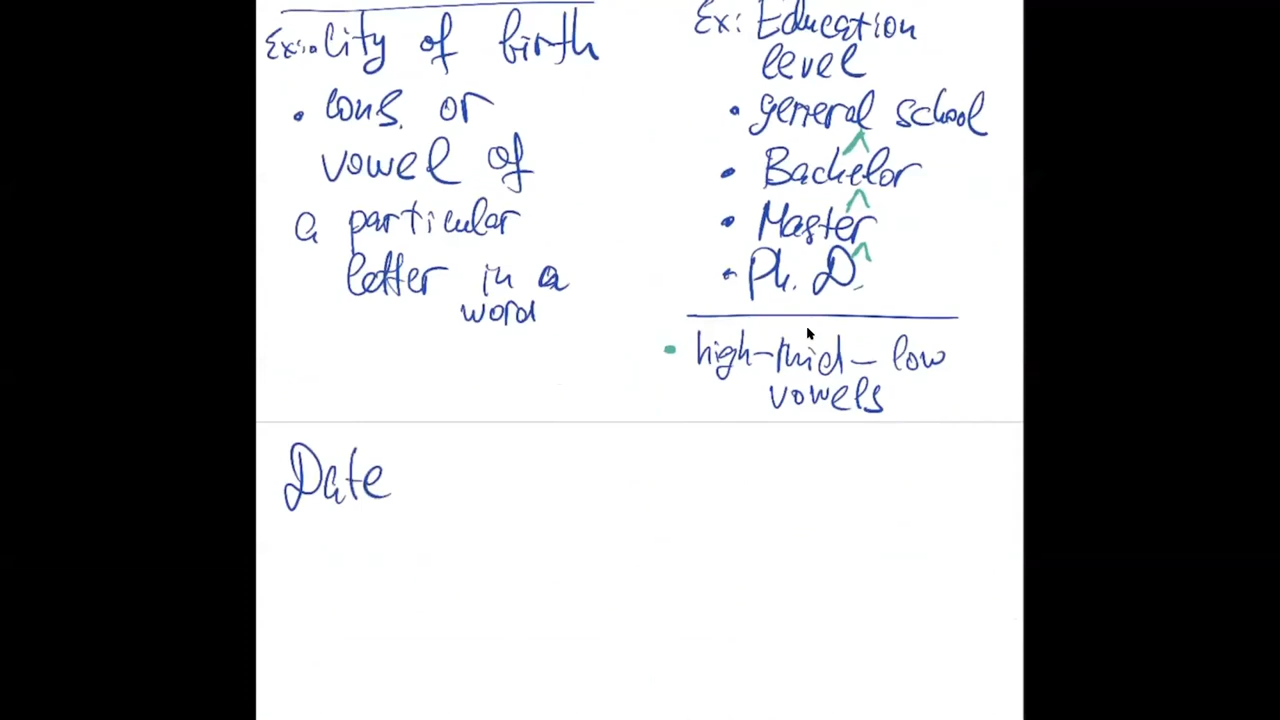 Ex: • City of birth
• cons. or
vowel of
a particular
letter in a
word
Ex: Education
level
• general school
• Bachelor
• Master
• Ph. D.
• high-mid-low
vowels
Date